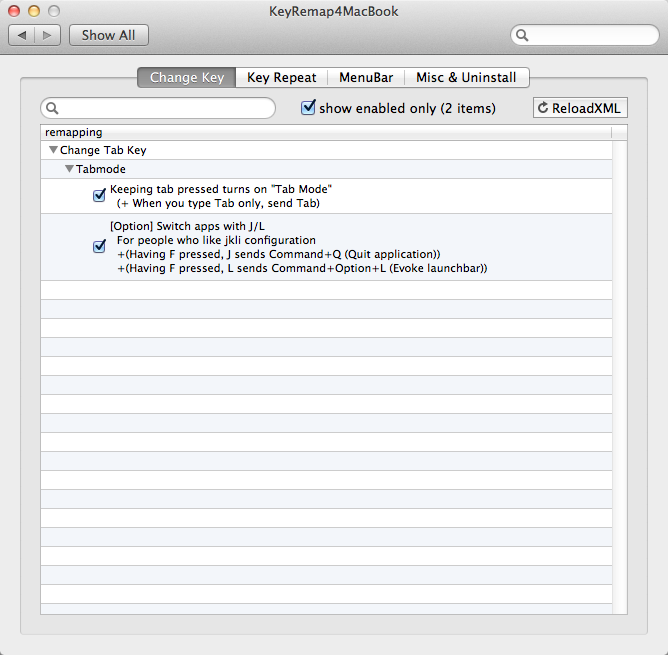 KeyRemap4MacBook
Show All
Change Key
Key Repeat
MenuBar
Misc & Uninstall
show enabled only (2 items)
ReloadXML
remapping
Change Tab Key
Tabmode
Keeping tab pressed turns on "Tab Mode"
(+ When you type Tab only, send Tab)
[Option] Switch apps with J/L
For people who like jkli configuration
+(Having F pressed, J sends Command+Q (Quit application))
+(Having F pressed, L sends Command+Option+L (Evoke launchbar))